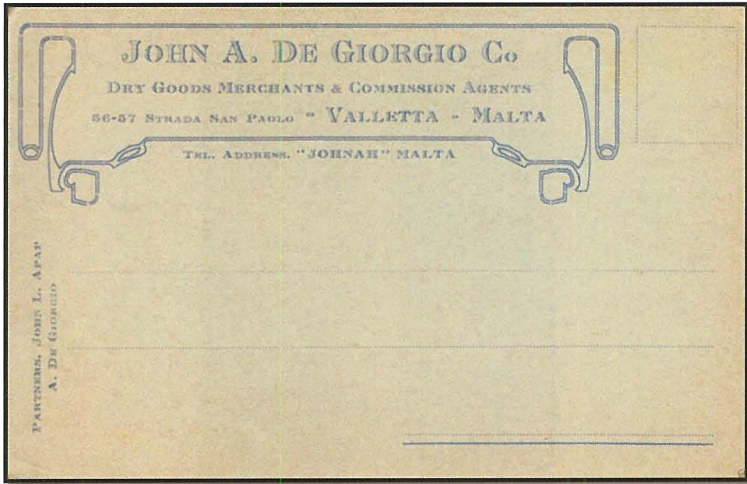 JOHN A. DE GIORGIO Co
DRY GOODS MERCHANTS & COMMISSION AGENTS
56-57 STRADA SAN PAOLO - VALLETTA - MALTA
TEL. ADDRESS. "JOHNAH" MALTA
PARTNERS. JOHN L. APAP
A. DE GIORGIO